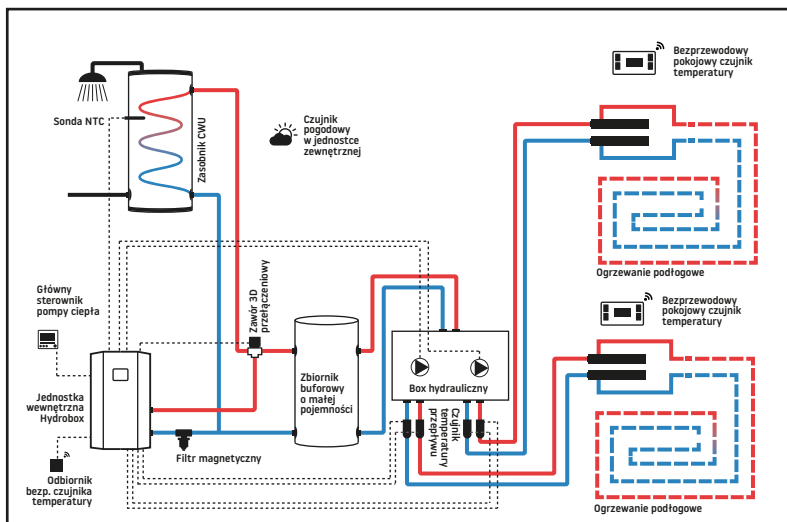 Sonda NTC
Zasobnik CWU
Czujnik
pogodowy
w jednostce
zewnętrznej
Bezprzewodowy
pokojowy czujnik
temperatury
Ogrzewanie podłogowe
Główny
sterownik
pompy ciepła
Zawór 3D
przełączeniowy
Bezprzewodowy
pokojowy czujnik
temperatury
Jednostka
wewnętrzna
Hydrobox
Zbiornik
buforowy
o małej
pojemności
Box hydrauliczny
Filtr magnetyczny
Czujnik
temperatury
przepływu
Odbiornik
bezp. czujnika
temperatury
Ogrzewanie podłogowe